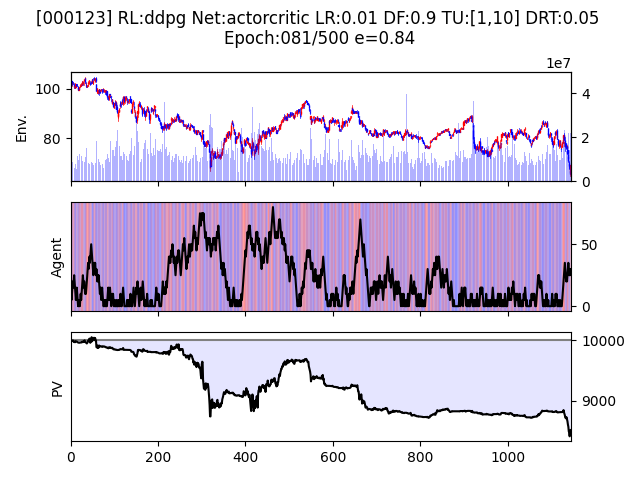 [000123] RL:ddpg Net:actorcritic LR:0.01 DF:0.9 TU:[1,10] DRT:0.05
Epoch:081/500 e=0.84
1e7
Env.
100
80
4
2
0
Agent
50
0
PV
10000
9000
0
200
400
600
800
1000